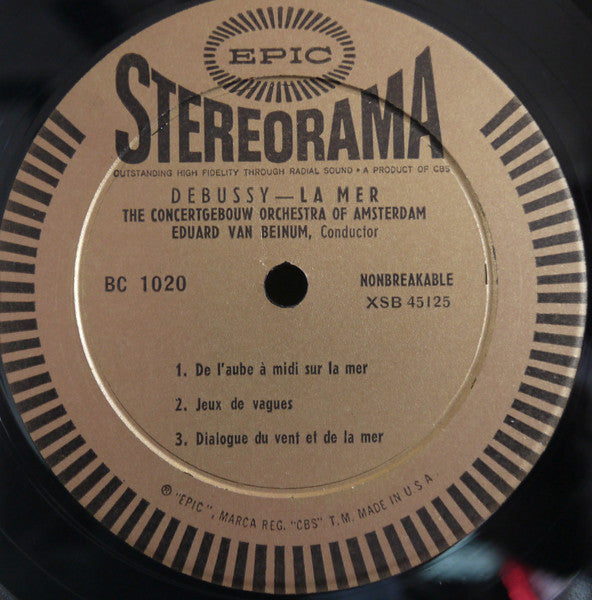 EPIC
STEREORAMA
OUTSTANDING HIGH FIDELITY THROUGH RADIAL SOUND • A PRODUCT OF CBS
DEBUSSY—LA MER
THE CONCERTGEBOUW ORCHESTRA OF AMSTERDAM
EDUARD VAN BEINUM, Conductor
BC 1020
NONBREAKABLE
XSB 45125
1. De l'aube à midi sur la mer
2. Jeux de vagues
3. Dialogue du vent et de la mer
® "EPIC", MARCA REG. "CBS" T. M. MADE IN U.S.A.